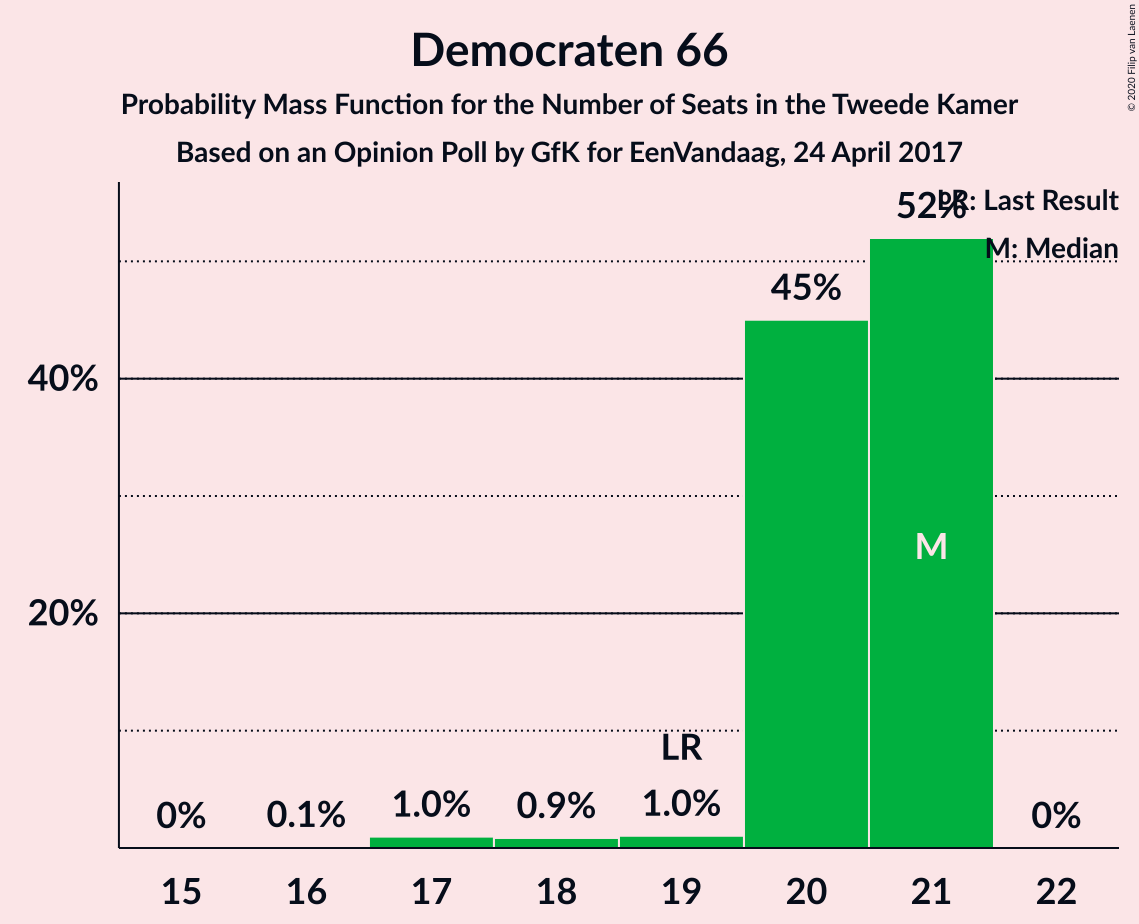 Democraten 66
Probability Mass Function for the Number of Seats in the Tweede Kamer
Based on an Opinion Poll by GfK for EenVandaag, 24 April 2017
© 2020 Filip van Laenen
LR: Last Result
M: Median
52%
45%
40%
M
20%
LR
0% 0.1% 1.0% 0.9% 1.0% 0%
15 16 17 18 19 20 21 22